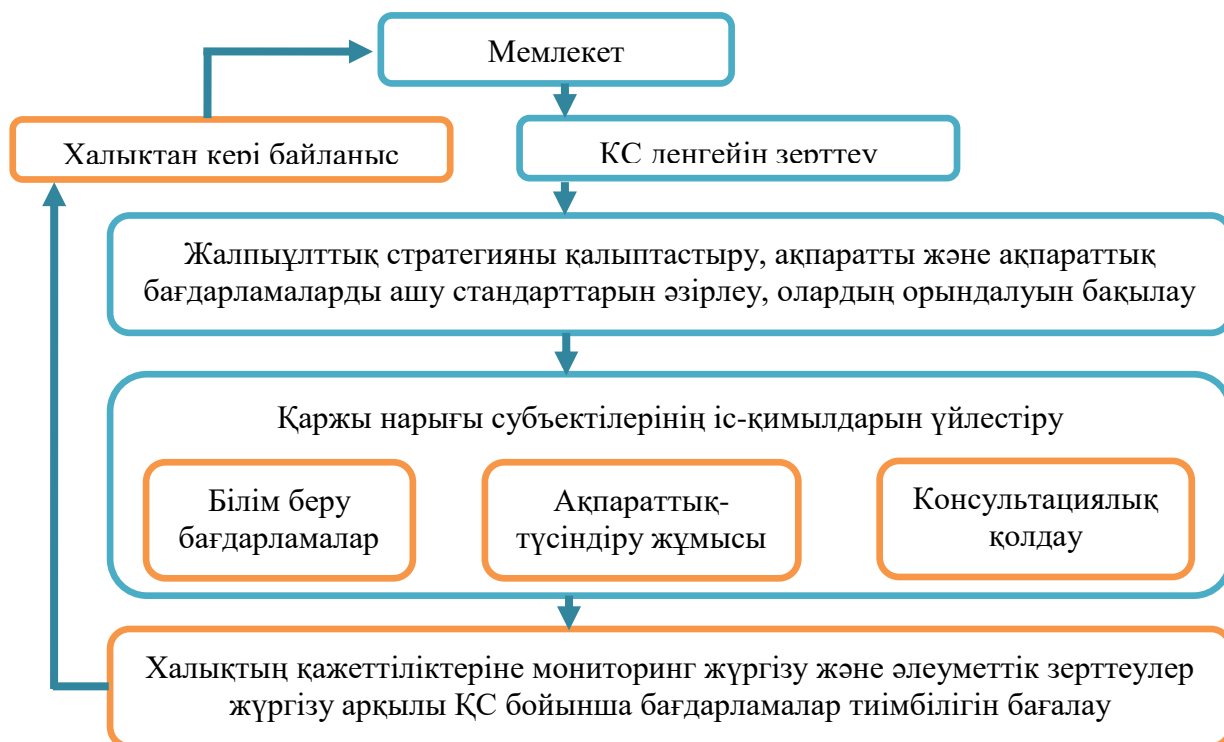 Мемлекет
Халықтан кері байланыс
ҚС деңгейін зерттеу
Жалпыұлттық стратегияны қалыптастыру, ақпаратты және ақпараттық
бағдарламаларды ашу стандарттарын әзірлеу, олардың орындалуын бақылау
Қаржы нарығы субъектілерінің іс-қимылдарын үйлестіру
Білім беру
бағдарламалар
Ақпараттық-
түсіндіру жұмысы
Консультациялық
қолдау
Халықтың қажеттіліктеріне мониторинг жүргізу және әлеуметтік зерттеулер
жүргізу арқылы ҚС бойынша бағдарламалар тиімбілігін бағалау